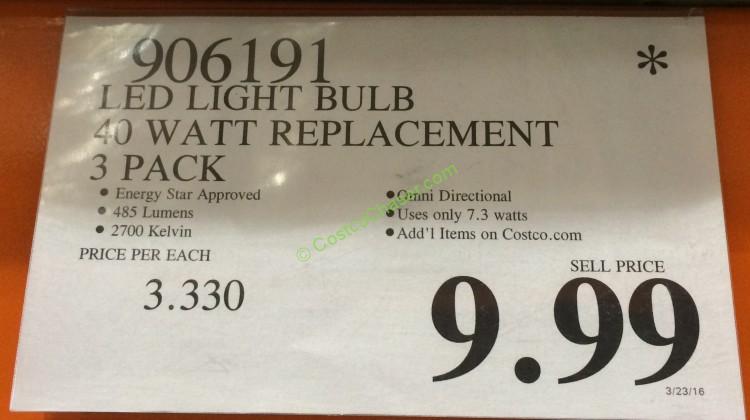 906191
*
LED LIGHT BULB
40 WATT REPLACEMENT
3 PACK
• Energy Star Approved
• 485 Lumens
• 2700 Kelvin
• Omni Directional
• Uses only 7.3 watts
• Add'l Items on Costco.com
© CostcoChaser.com
PRICE PER EACH
3.330
SELL PRICE
9.99
3/23/16